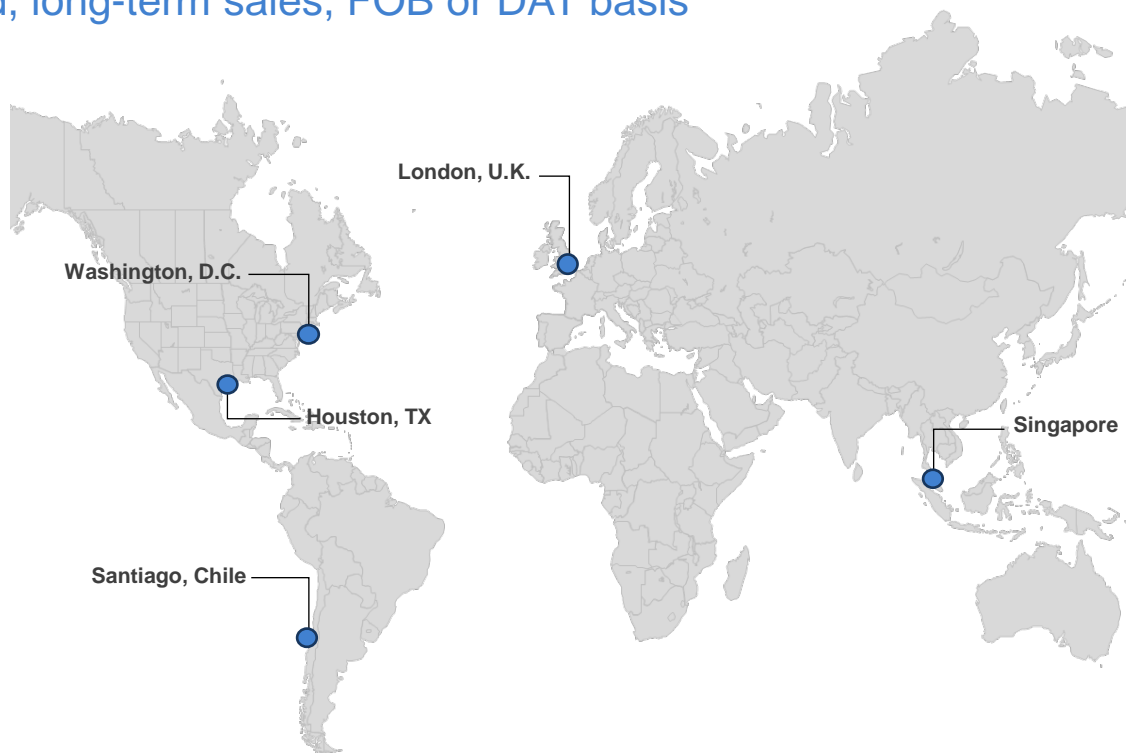 long-term sales, FOB or DAT basis
London, U.K.
Washington, D.C.
Houston, TX
Singapore
Santiago, Chile